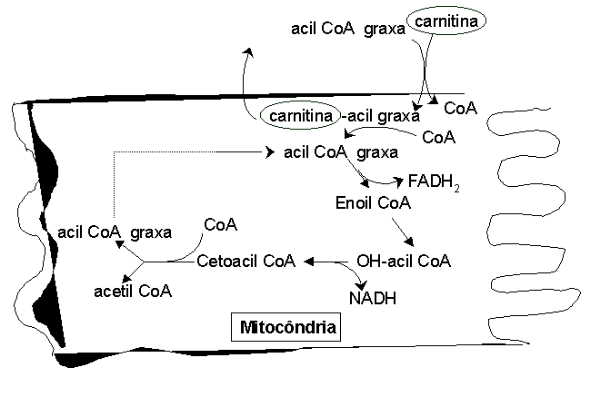 acil CoA graxa carnitina
carnitina-acil graxa CoA
CoA
acil CoA graxa
FADH2
Enoil CoA
acil CoA graxa CoA
Cetoacil CoA OH-acil CoA
acetil CoA
NADH
Mitocôndria